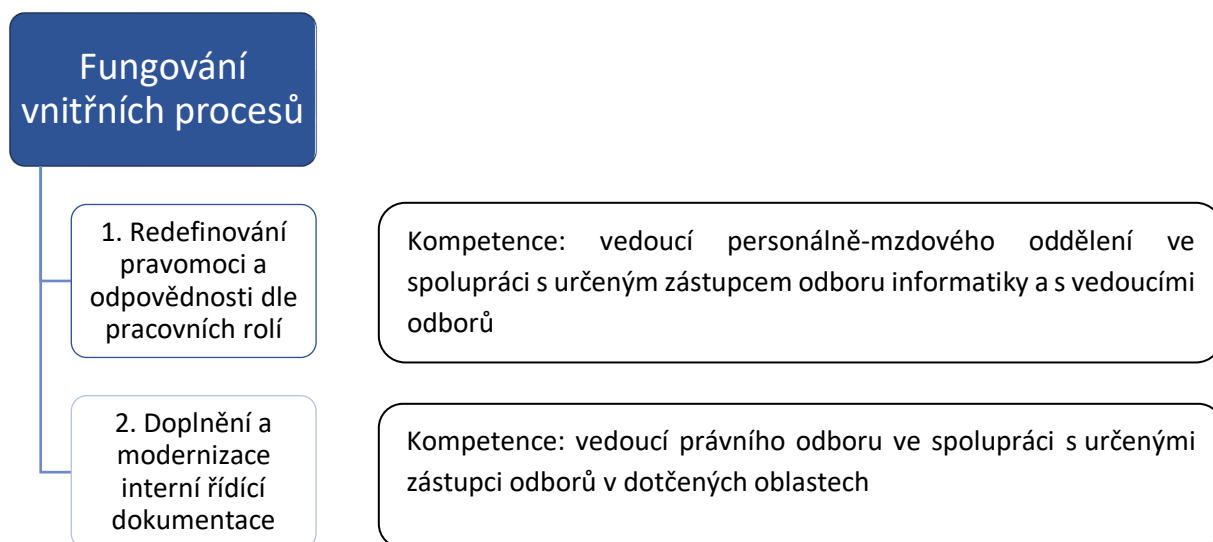 Fungování
vnitřních procesů
1. Redefinování
pravomoci a
odpovědnosti dle
pracovních rolí
Kompetence: vedoucí personálně-mzdového oddělení ve
spolupráci s určeným zástupcem odboru informatiky a s vedoucími
odborů
2. Doplnění a
modernizace
interní řídící
dokumentace
Kompetence: vedoucí právního odboru ve spolupráci s určenými
zástupci odborů v dotčených oblastech